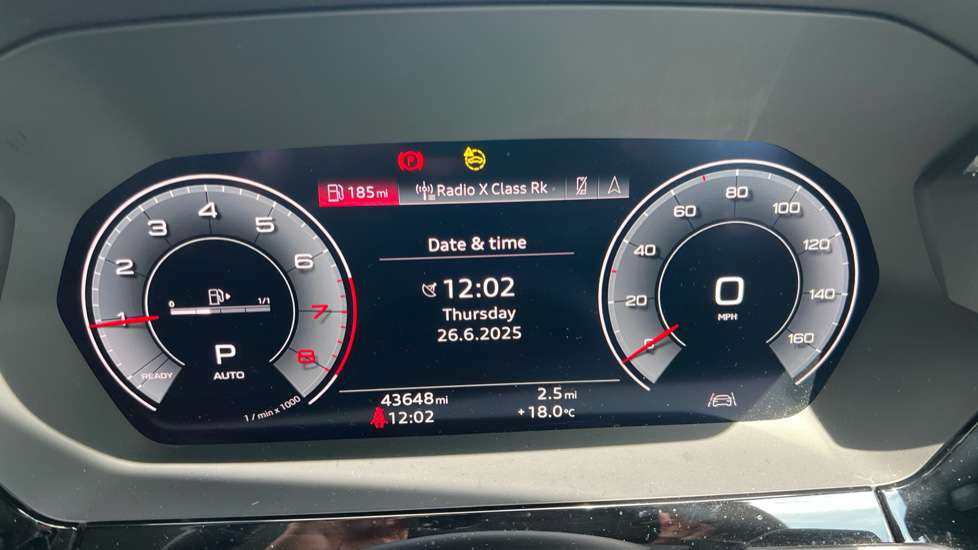 P
185 mi
Radio X Class Rk
1
2
3
4
5
6
7
8
READY
1 / min x 1000
0 1/1
P
AUTO
Date & time
12:02
Thursday
26.6.2025
43648 mi 2.5 mi
12:02 +18.0°C
0
20
40
60
80
100
120
140
160
0
MPH